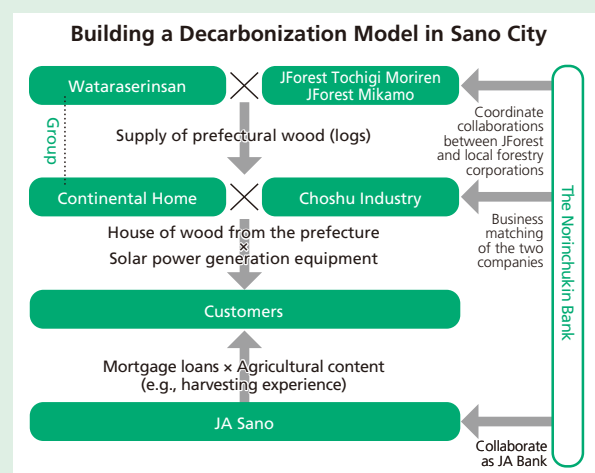 Building a Decarbonization Model in Sano City
Wataraserinsan
JForest Tochigi Moriren
JForest Mikamo
Group
Supply of prefectural wood (logs)
Coordinate
collaborations
between JForest
and local forestry
corporations
Continental Home
Choshu Industry
House of wood from the prefecture
×
Solar power generation equipment
Business
matching
of the two
companies
The Norinchukin Bank
Customers
Mortgage loans × Agricultural content
(e.g., harvesting experience)
JA Sano
Collaborate
as JA Bank